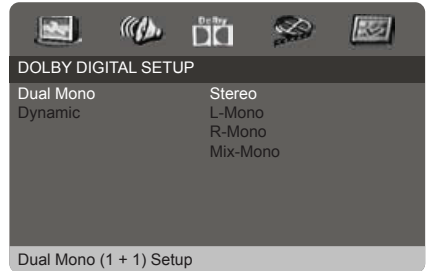 DOLBY
DOLBY DIGITAL SETUP
Dual Mono Stereo
Dynamic L-Mono
R-Mono
Mix-Mono
Dual Mono (1 + 1) Setup